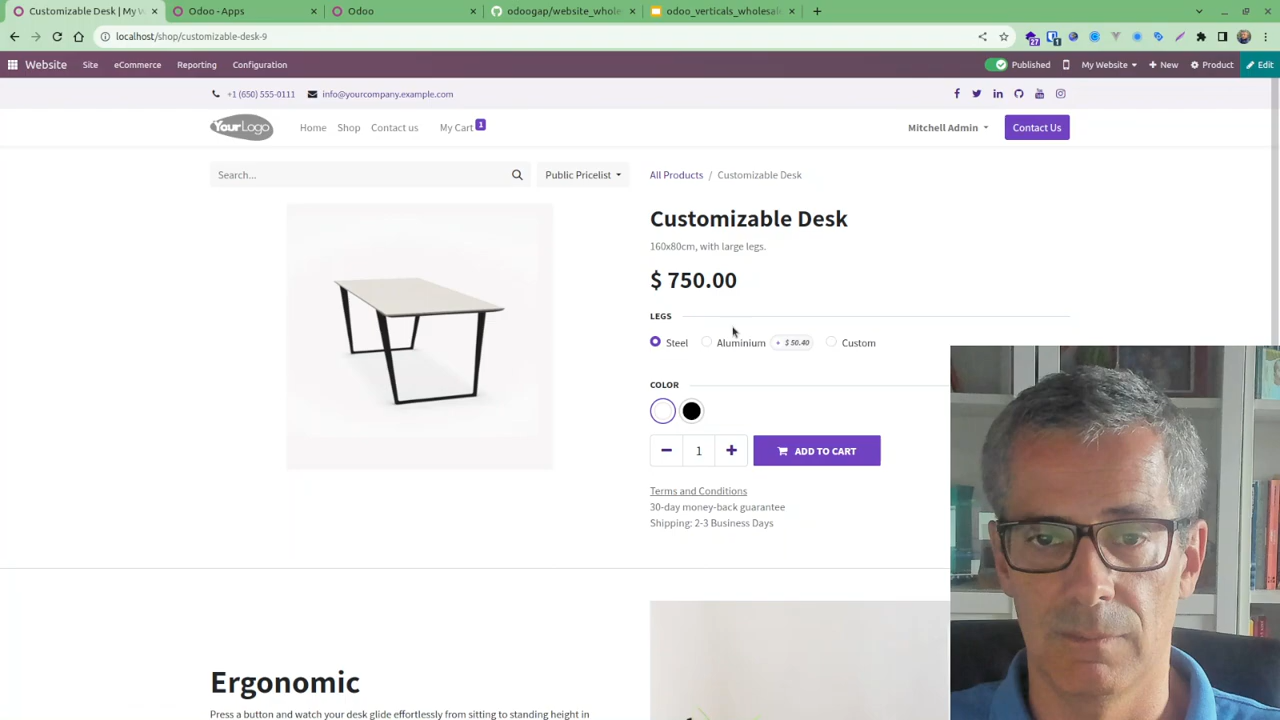 Customizable Desk | My W
Odoo - Apps
Odoo
odoogap/website_whole
odoo_verticals_wholesal
localhost/shop/customizable-desk-9
Website
Site
eCommerce
Reporting
Configuration
Published
My Website
New
Product
Edit
+1 (650) 555-0111
info@yourcompany.example.com
YourLogo
Home
Shop
Contact us
My Cart 1
Mitchell Admin
Contact Us
Search...
Public Pricelist
All Products / Customizable Desk
Customizable Desk
160x80cm, with large legs.
$ 750.00
LEGS
Steel
Aluminium + $ 50.40
Custom
COLOR
1
ADD TO CART
Terms and Conditions
30-day money-back guarantee
Shipping: 2-3 Business Days
Ergonomic
Press a button and watch your desk glide effortlessly from sitting to standing height in